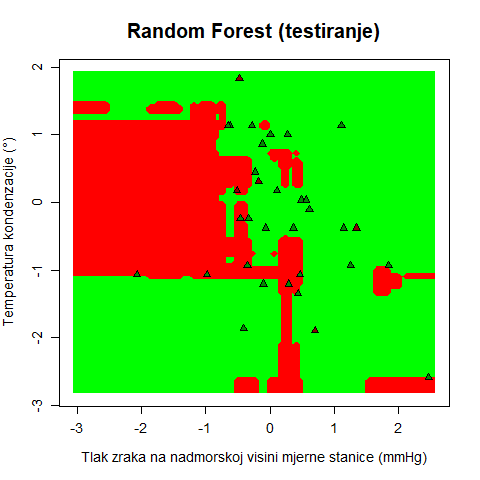 Random Forest (testiranje)
Temperatura kondenzacije (°)
2
1
0
-1
-2
-3
-3 -2 -1 0 1 2
Tlak zraka na nadmorskoj visini mjerne stanice (mmHg)